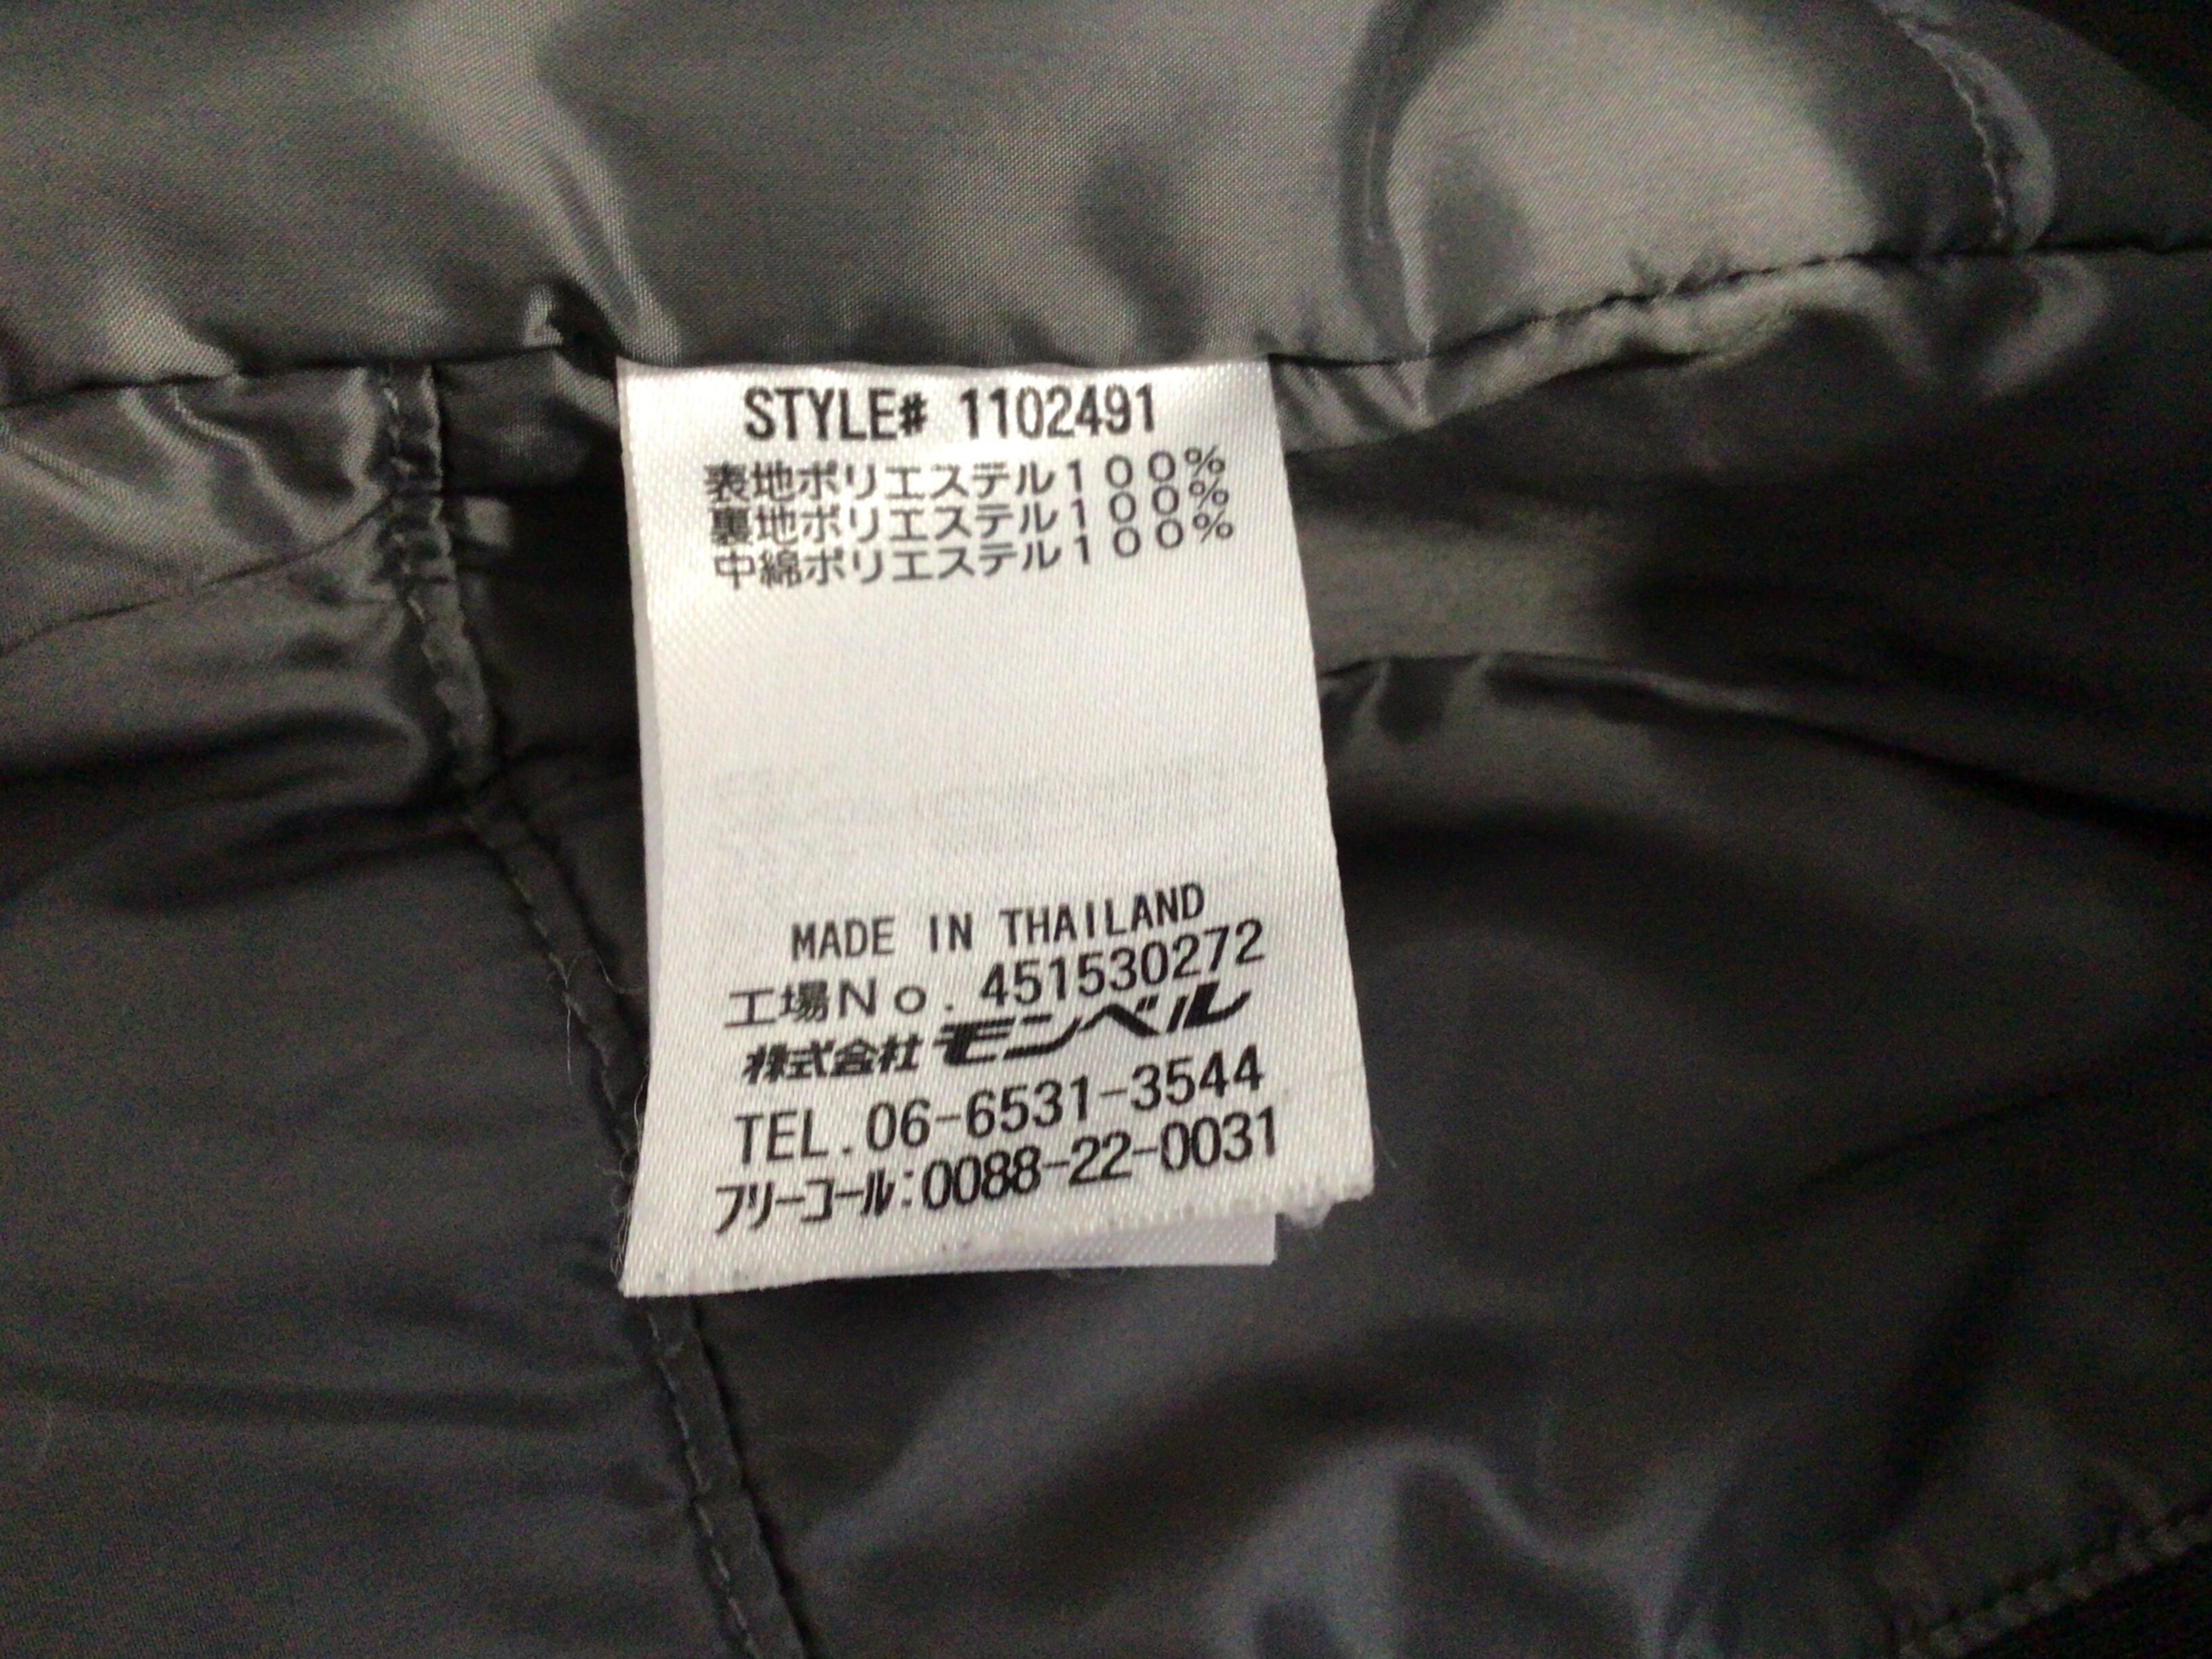 STYLE# 1102491
表地ポリエステル100%
裏地ポリエステル100%
中綿ポリエステル100%
MADE IN THAILAND
工場No. 451530272
株式会社モンベル
TEL.06-6531-3544
フリーコール:0088-22-0031